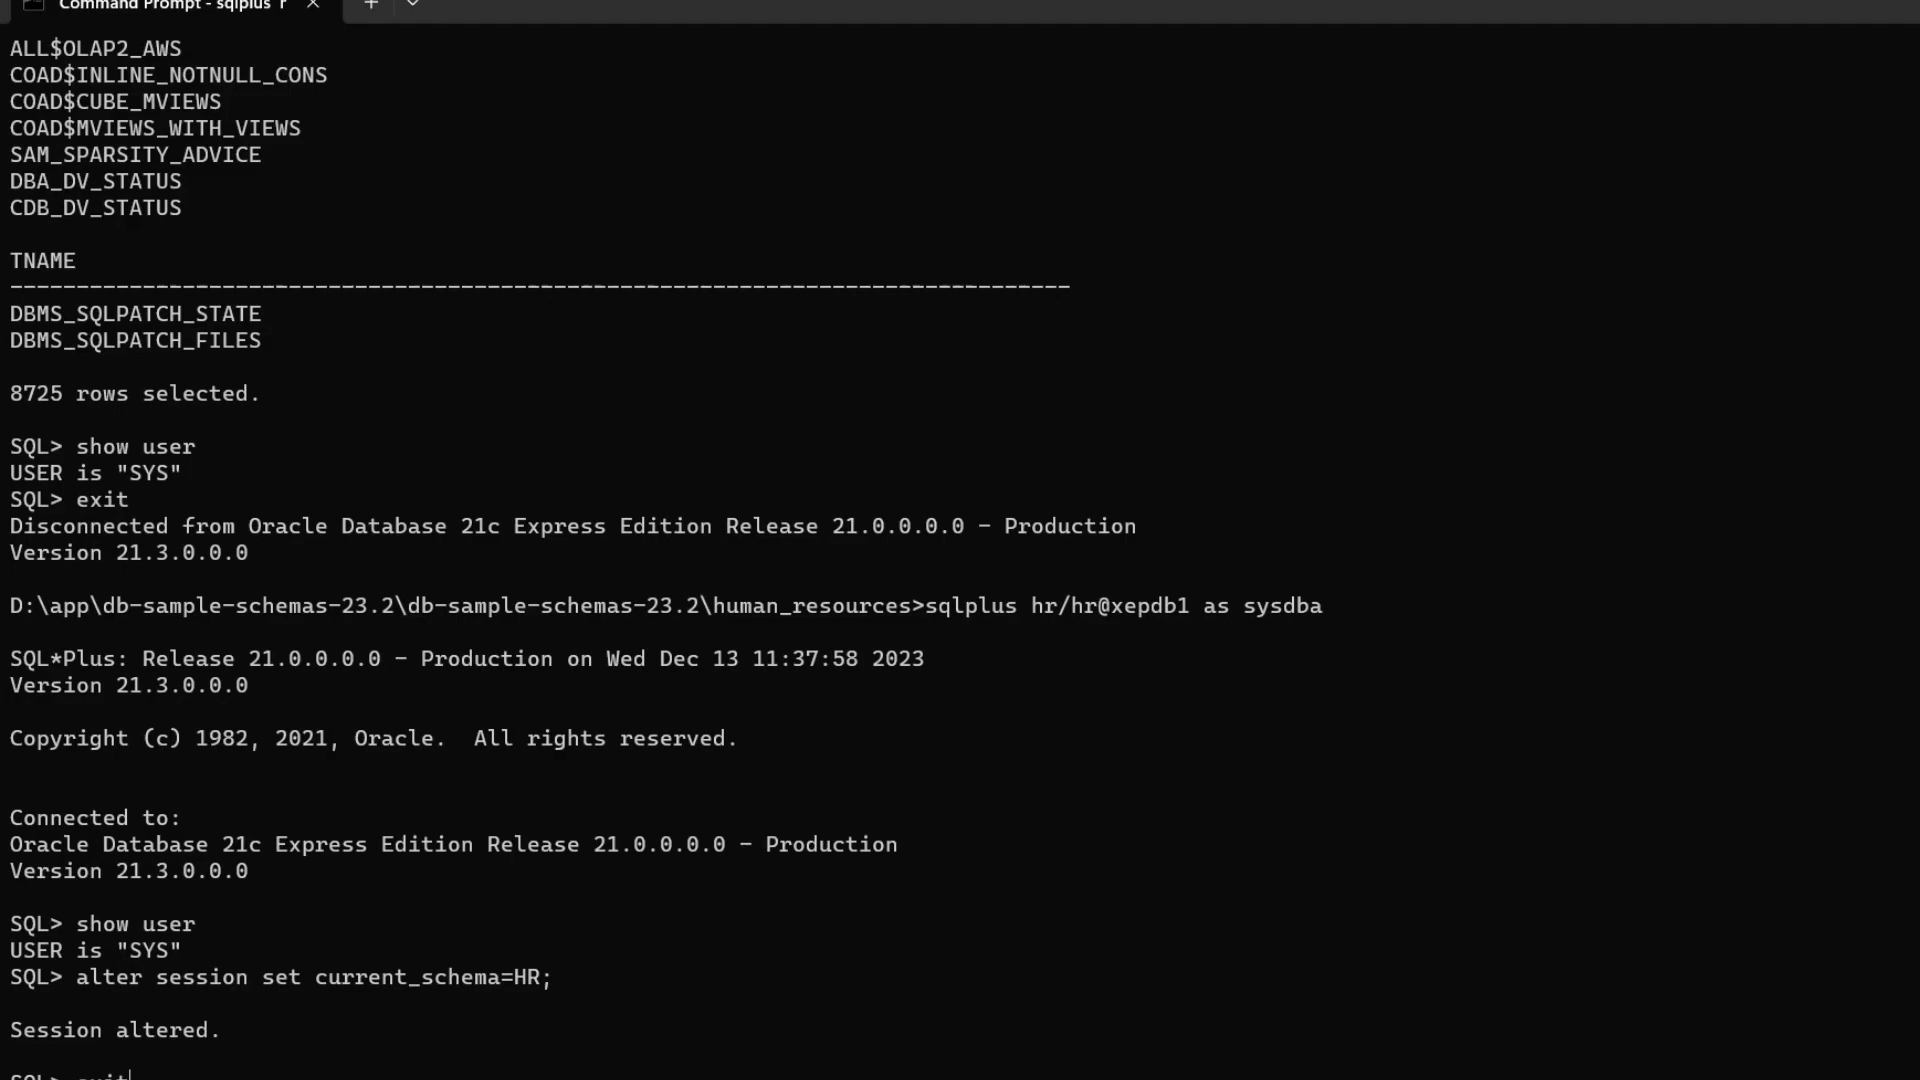 Command Prompt - sqlplus r
ALL$OLAP2_AWS
COAD$INLINE_NOTNULL_CONS
COAD$CUBE_MVIEWS
COAD$MVIEWS_WITH_VIEWS
SAM_SPARSITY_ADVICE
DBA_DV_STATUS
CDB_DV_STATUS
TNAME
--------------------------------------------------------------------------------
DBMS_SQLPATCH_STATE
DBMS_SQLPATCH_FILES
8725 rows selected.
SQL> show user
USER is "SYS"
SQL> exit
Disconnected from Oracle Database 21c Express Edition Release 21.0.0.0.0 - Production
Version 21.3.0.0.0
D:\app\db-sample-schemas-23.2\db-sample-schemas-23.2\human_resources>sqlplus hr/hr@xepdb1 as sysdba
SQL*Plus: Release 21.0.0.0.0 - Production on Wed Dec 13 11:37:58 2023
Version 21.3.0.0.0
Copyright (c) 1982, 2021, Oracle.  All rights reserved.
Connected to:
Oracle Database 21c Express Edition Release 21.0.0.0.0 - Production
Version 21.3.0.0.0
SQL> show user
USER is "SYS"
SQL> alter session set current_schema=HR;
Session altered.
SQL> exit